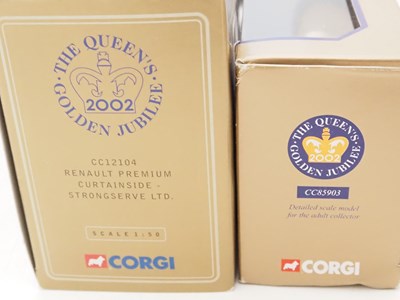 · THE QUEEN'S ·
2002
GOLDEN JUBILEE
CC12104
RENAULT PREMIUM
CURTAINSIDE -
STRONGSERVE LTD.
SCALE 1:50
CORGI
· THE QUEEN'S ·
2002
GOLDEN JUBILEE
CC85903
Detailed scale model
for the adult collector
CORGI